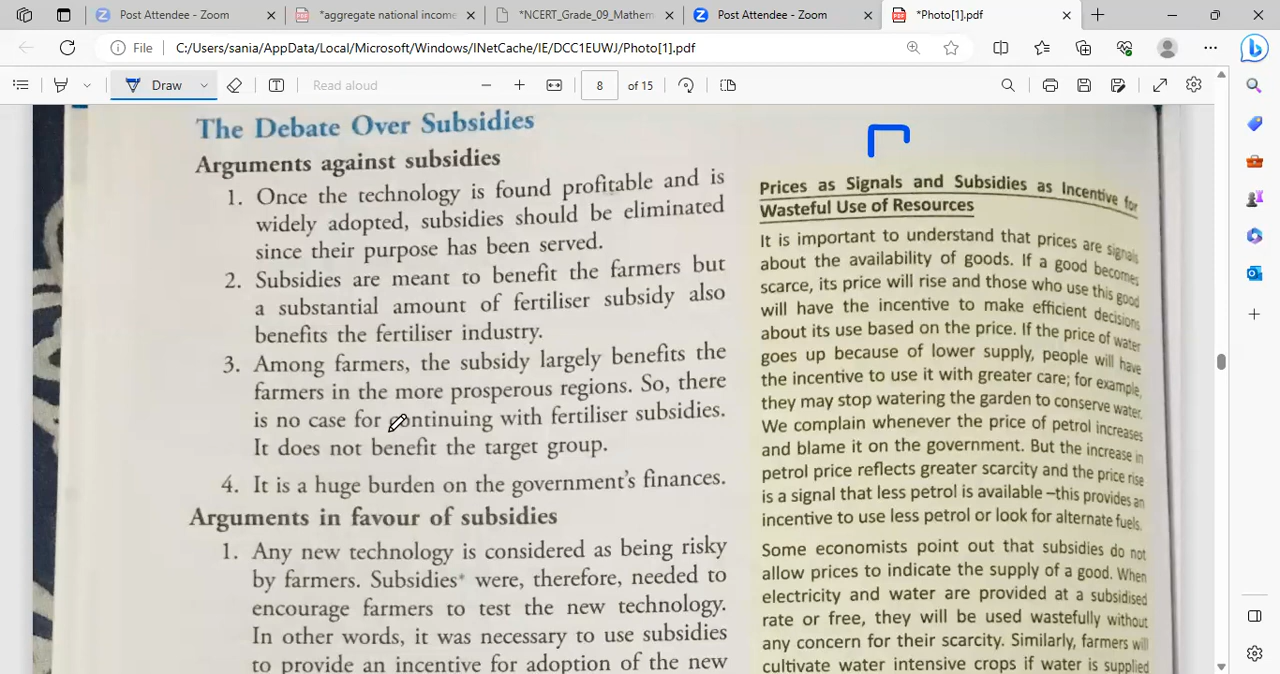 Post Attendee - Zoom
*aggregate national income
*NCERT_Grade_09_Mathem
Post Attendee - Zoom
*Photo[1].pdf
File
C:/Users/sania/AppData/Local/Microsoft/Windows/INetCache/IE/DCC1EUWJ/Photo[1].pdf
Draw
Read aloud
8
of 15
The Debate Over Subsidies
Arguments against subsidies
1. Once the technology is found profitable and is
widely adopted, subsidies should be eliminated
since their purpose has been served.
2. Subsidies are meant to benefit the farmers but
a substantial amount of fertiliser subsidy also
benefits the fertiliser industry.
3. Among farmers, the subsidy largely benefits the
farmers in the more prosperous regions. So, there
is no case for continuing with fertiliser subsidies.
It does not benefit the target group.
4. It is a huge burden on the government's finances.
Arguments in favour of subsidies
1. Any new technology is considered as being risky
by farmers. Subsidies* were, therefore, needed to
encourage farmers to test the new technology.
In other words, it was necessary to use subsidies
to provide an incentive for adoption of the new
Prices as Signals and Subsidies as Incentive for
Wasteful Use of Resources
It is important to understand that prices are signals
about the availability of goods. If a good becomes
scarce, its price will rise and those who use this good
will have the incentive to make efficient decisions
about its use based on the price. If the price of water
goes up because of lower supply, people will have
the incentive to use it with greater care; for example,
they may stop watering the garden to conserve water.
We complain whenever the price of petrol increases
and blame it on the government. But the increase in
petrol price reflects greater scarcity and the price rise
is a signal that less petrol is available –this provides an
incentive to use less petrol or look for alternate fuels.
Some economists point out that subsidies do not
allow prices to indicate the supply of a good. When
electricity and water are provided at a subsidised
rate or free, they will be used wastefully without
any concern for their scarcity. Similarly, farmers will
cultivate water intensive crops if water is supplied